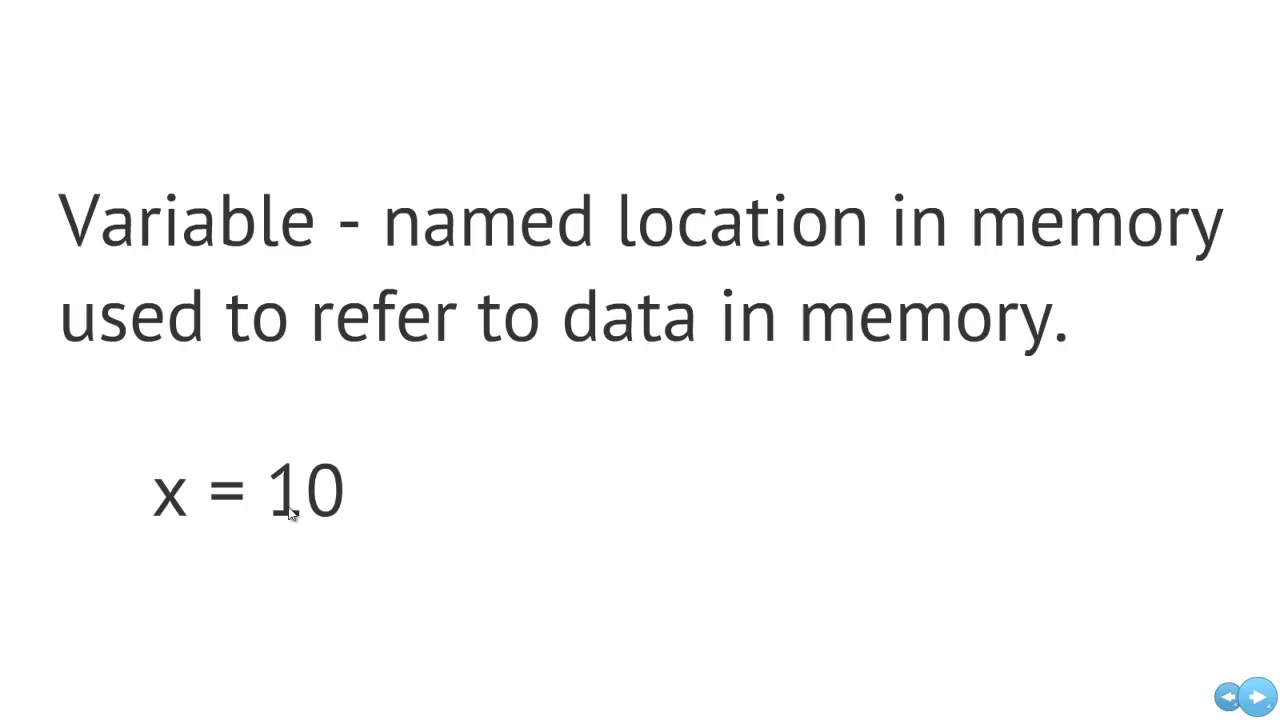 Variable - named location in memory
used to refer to data in memory.
x = 10